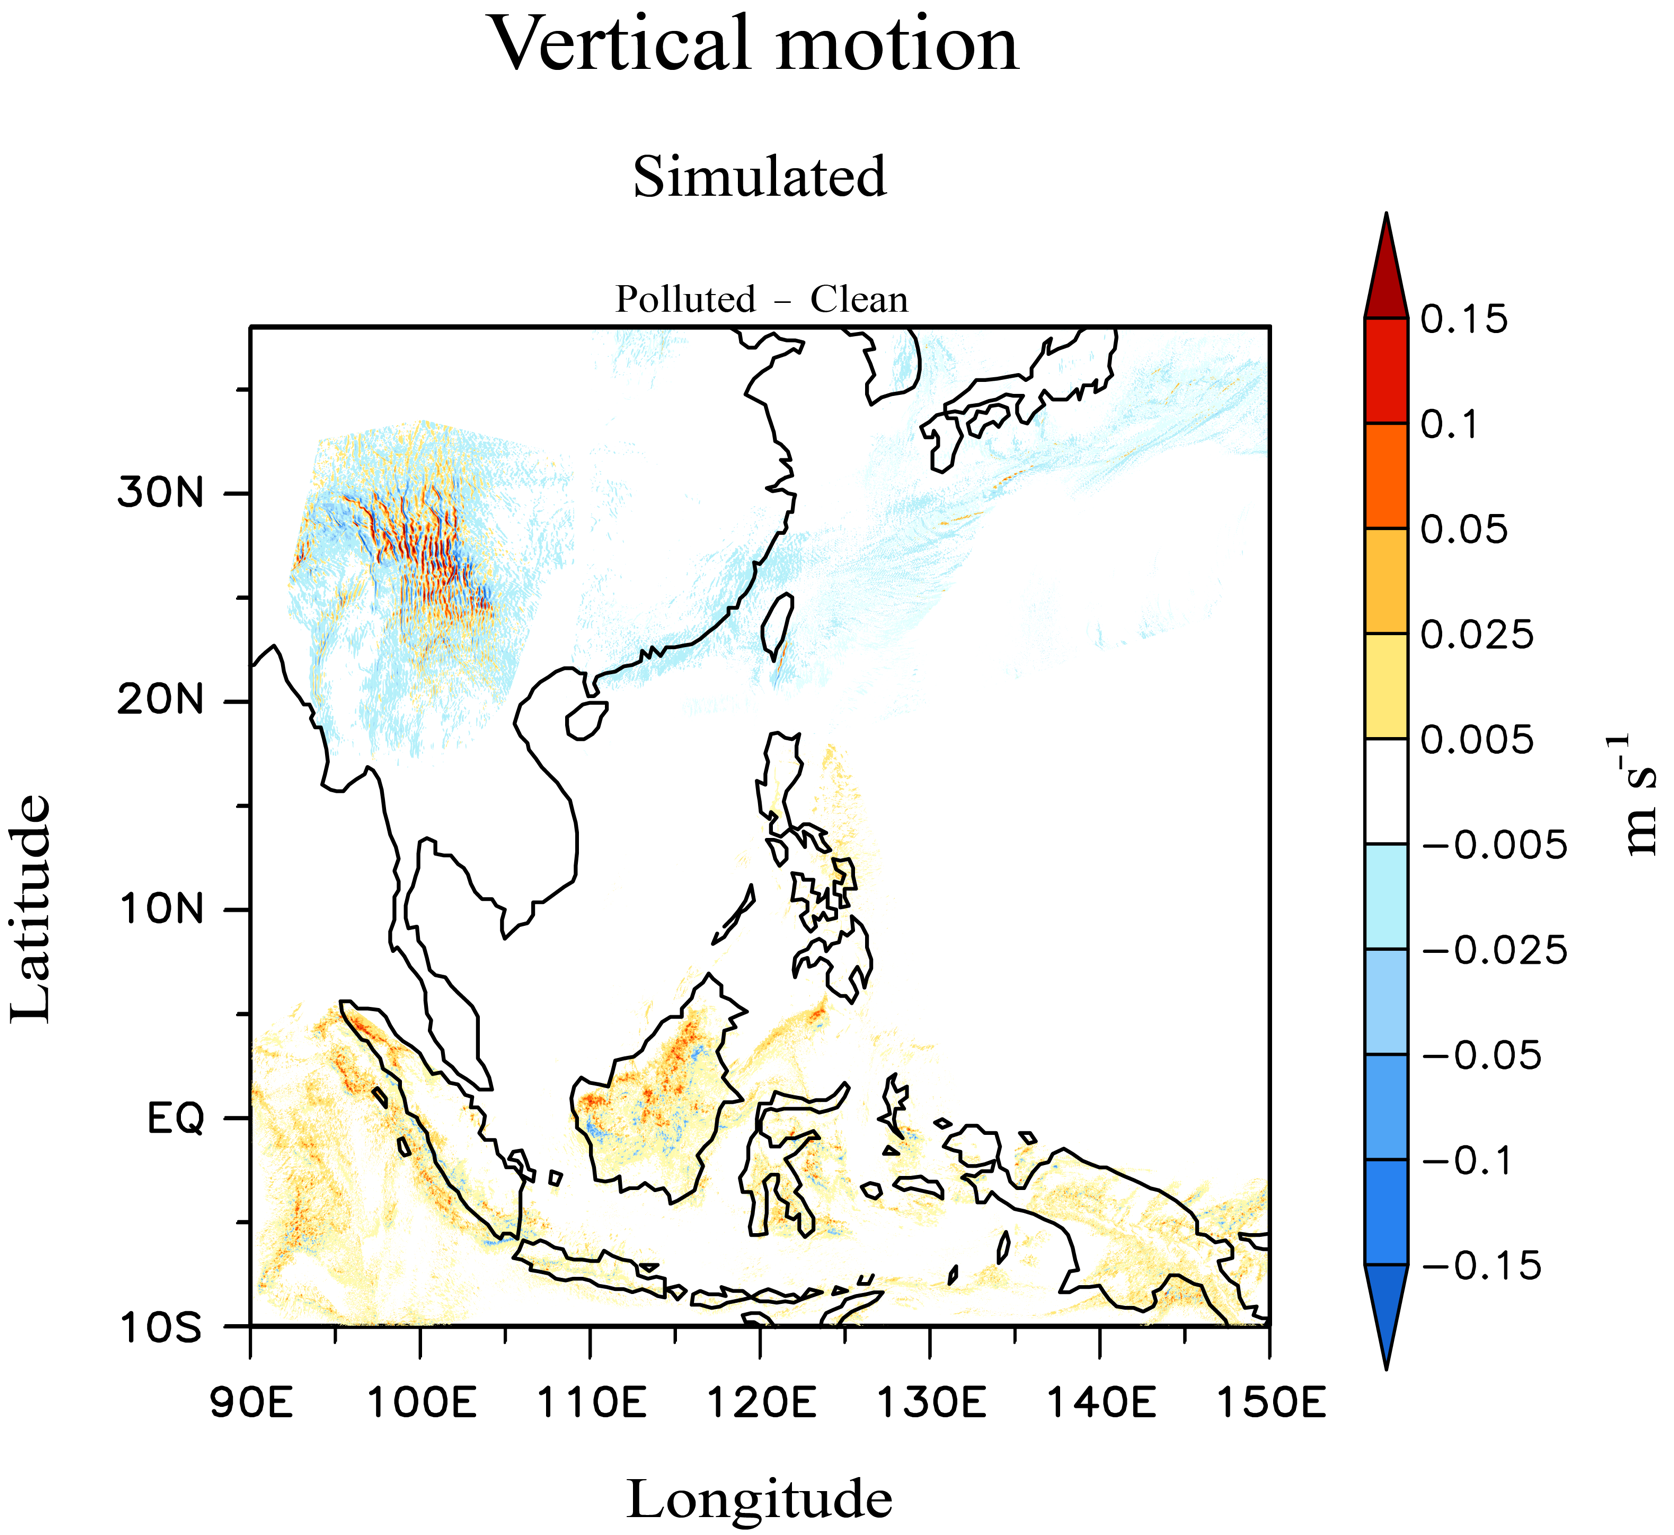 Vertical motion
Simulated
Polluted – Clean
Latitude
30N
20N
10N
EQ
10S
90E 100E 110E 120E 130E 140E 150E
Longitude
0.15
0.1
0.05
0.025
0.005
−0.005
−0.025
−0.05
−0.1
−0.15
m s⁻¹